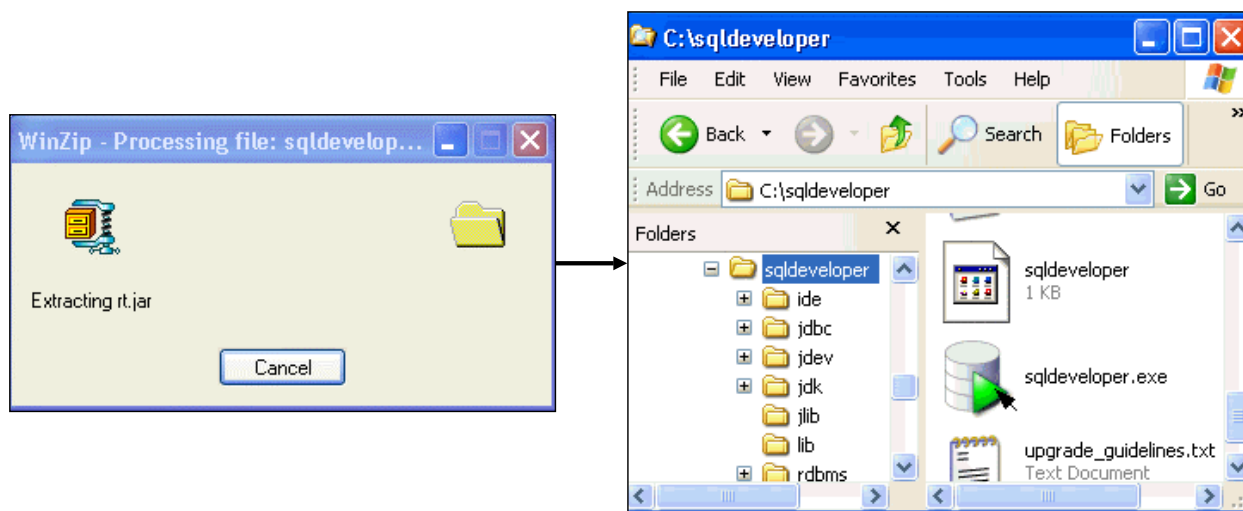 WinZip - Processing file: sqldevelop...
Extracting rt.jar
Cancel
C:\sqldeveloper
File Edit View Favorites Tools Help
Back Search Folders
Address C:\sqldeveloper Go
Folders
sqldeveloper
ide
jdbc
jdev
jdk
jlib
lib
rdbms
sqldeveloper
1 KB
sqldeveloper.exe
upgrade_guidelines.txt
Text Document